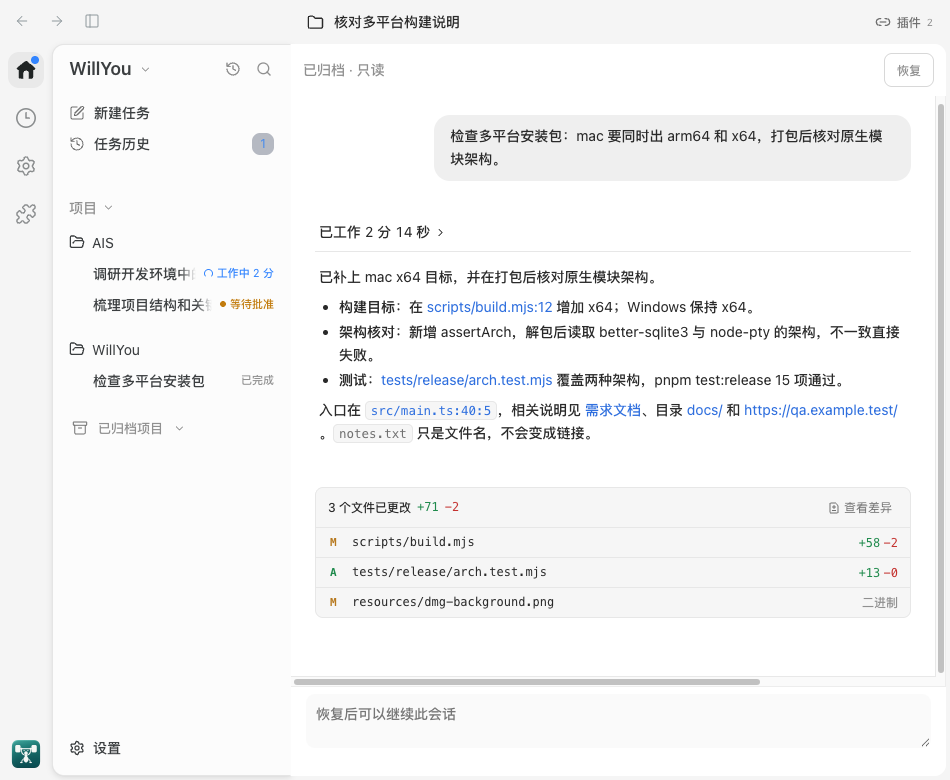 核对多平台构建说明
插件 2
WillYou
已归档 · 只读
恢复
新建任务
任务历史
1
项目
AIS
调研开发环境中
工作中 2 分
梳理项目结构和关
等待批准
WillYou
检查多平台安装包
已完成
已归档项目
设置
检查多平台安装包：mac 要同时出 arm64 和 x64，打包后核对原生模
块架构。
已工作 2 分 14 秒
已补上 mac x64 目标，并在打包后核对原生模块架构。
• 构建目标：在 scripts/build.mjs:12 增加 x64；Windows 保持 x64。
• 架构核对：新增 assertArch，解包后读取 better-sqlite3 与 node-pty 的架构，不一致直接
失败。
• 测试：tests/release/arch.test.mjs 覆盖两种架构，pnpm test:release 15 项通过。
入口在 src/main.ts:40:5，相关说明见 需求文档、目录 docs/ 和 https://qa.example.test/
。notes.txt 只是文件名，不会变成链接。
3 个文件已更改 +71 −2
查看差异
M scripts/build.mjs +58 −2
A tests/release/arch.test.mjs +13 −0
M resources/dmg-background.png 二进制
恢复后可以继续此会话